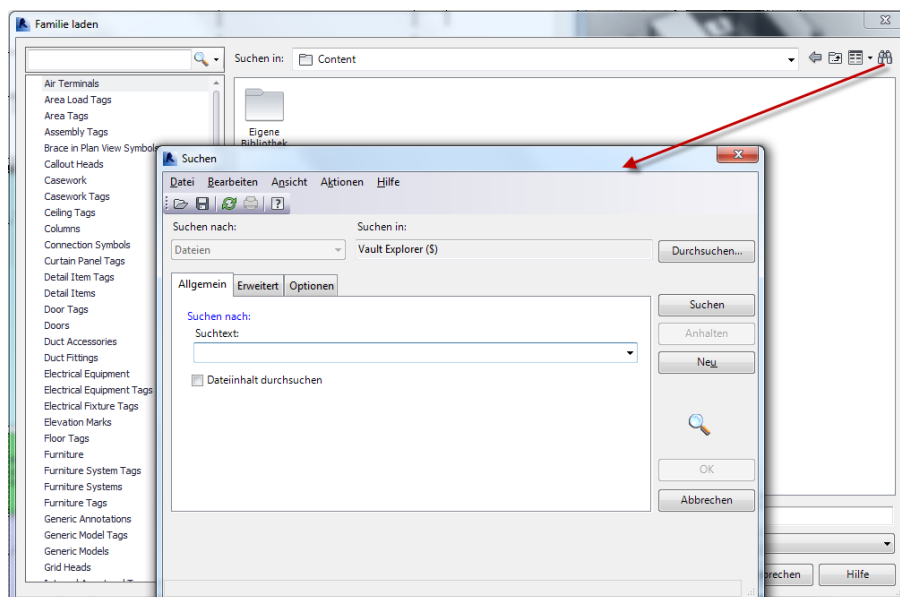 Familie laden
Suchen in: Content
Air Terminals
Area Load Tags
Area Tags
Assembly Tags
Brace in Plan View Symbols
Callout Heads
Casework
Casework Tags
Ceiling Tags
Columns
Connection Symbols
Curtain Panel Tags
Detail Item Tags
Detail Items
Door Tags
Doors
Duct Accessories
Duct Fittings
Electrical Equipment
Electrical Equipment Tags
Electrical Fixture Tags
Elevation Marks
Floor Tags
Furniture
Furniture System Tags
Furniture Systems
Furniture Tags
Generic Annotations
Generic Model Tags
Generic Models
Grid Heads
Eigene
Bibliothek
Suchen
Datei Bearbeiten Ansicht Aktionen Hilfe
Suchen nach: Suchen in:
Dateien Vault Explorer ($) Durchsuchen...
Allgemein Erweitert Optionen
Suchen nach:
Suchtext:
Dateiinhalt durchsuchen
Suchen
Anhalten
Neu
OK
Abbrechen
brechen Hilfe